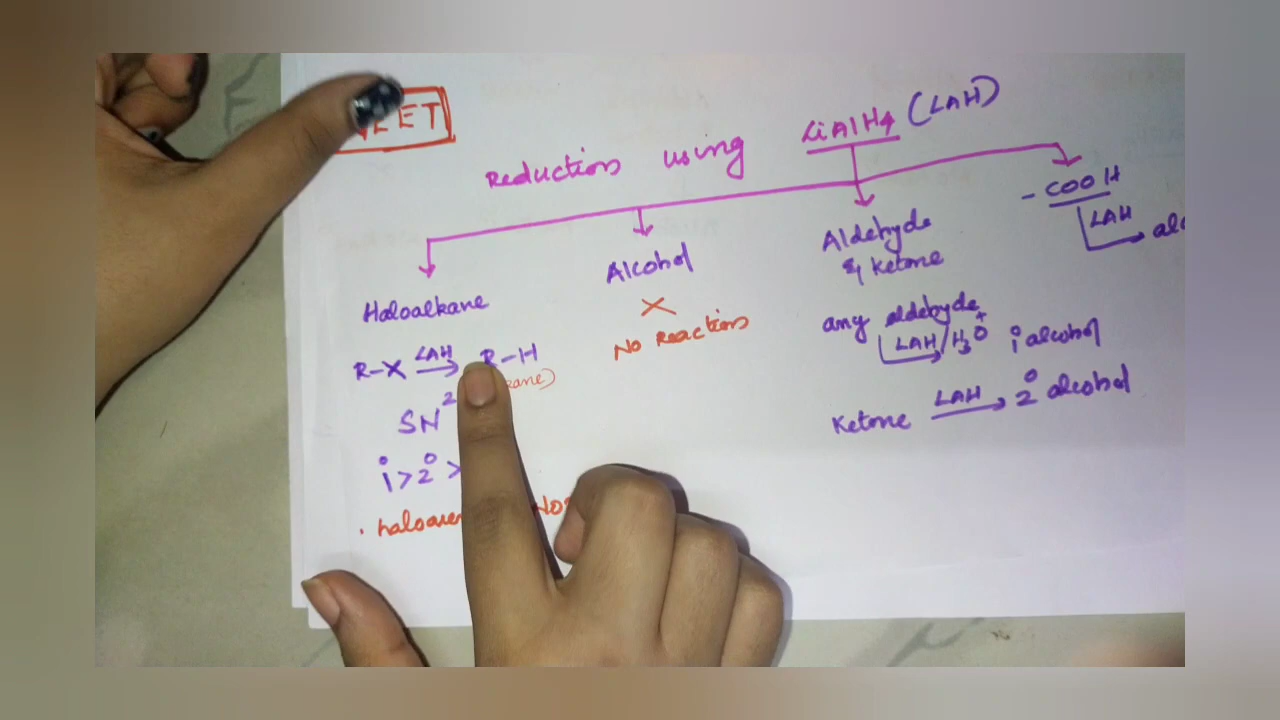 Reduction using LiAlH4 (LAH)
Haloalkane
R-X LAH→ R-H
SN2
1°>2°>
Alcohol
×
No Reaction
Aldehyde
& Ketone
any aldehyde
LAH/H3O+ 1° alcohol
Ketone LAH→ 2° alcohol
-COOH
LAH